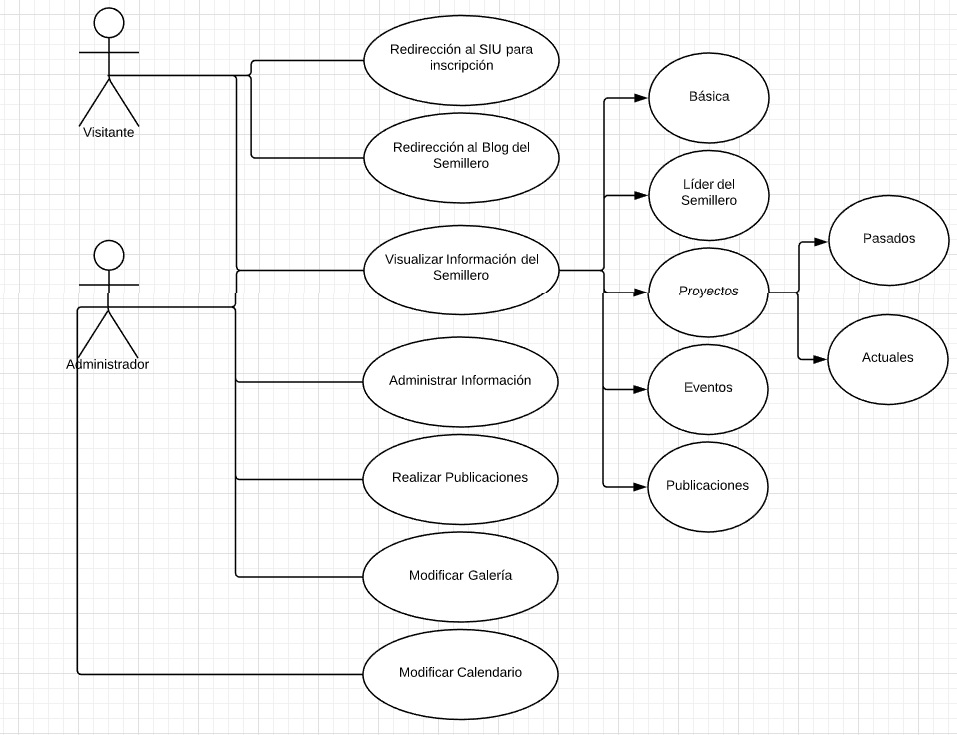 Visitante
Redirección al SIU para
inscripción
Redirección al Blog del
Semillero
Básica
Líder del
Semillero
Administrador
Visualizar Información del
Semillero
Proyectos
Pasados
Actuales
Administrar Información
Eventos
Realizar Publicaciones
Publicaciones
Modificar Galería
Modificar Calendario